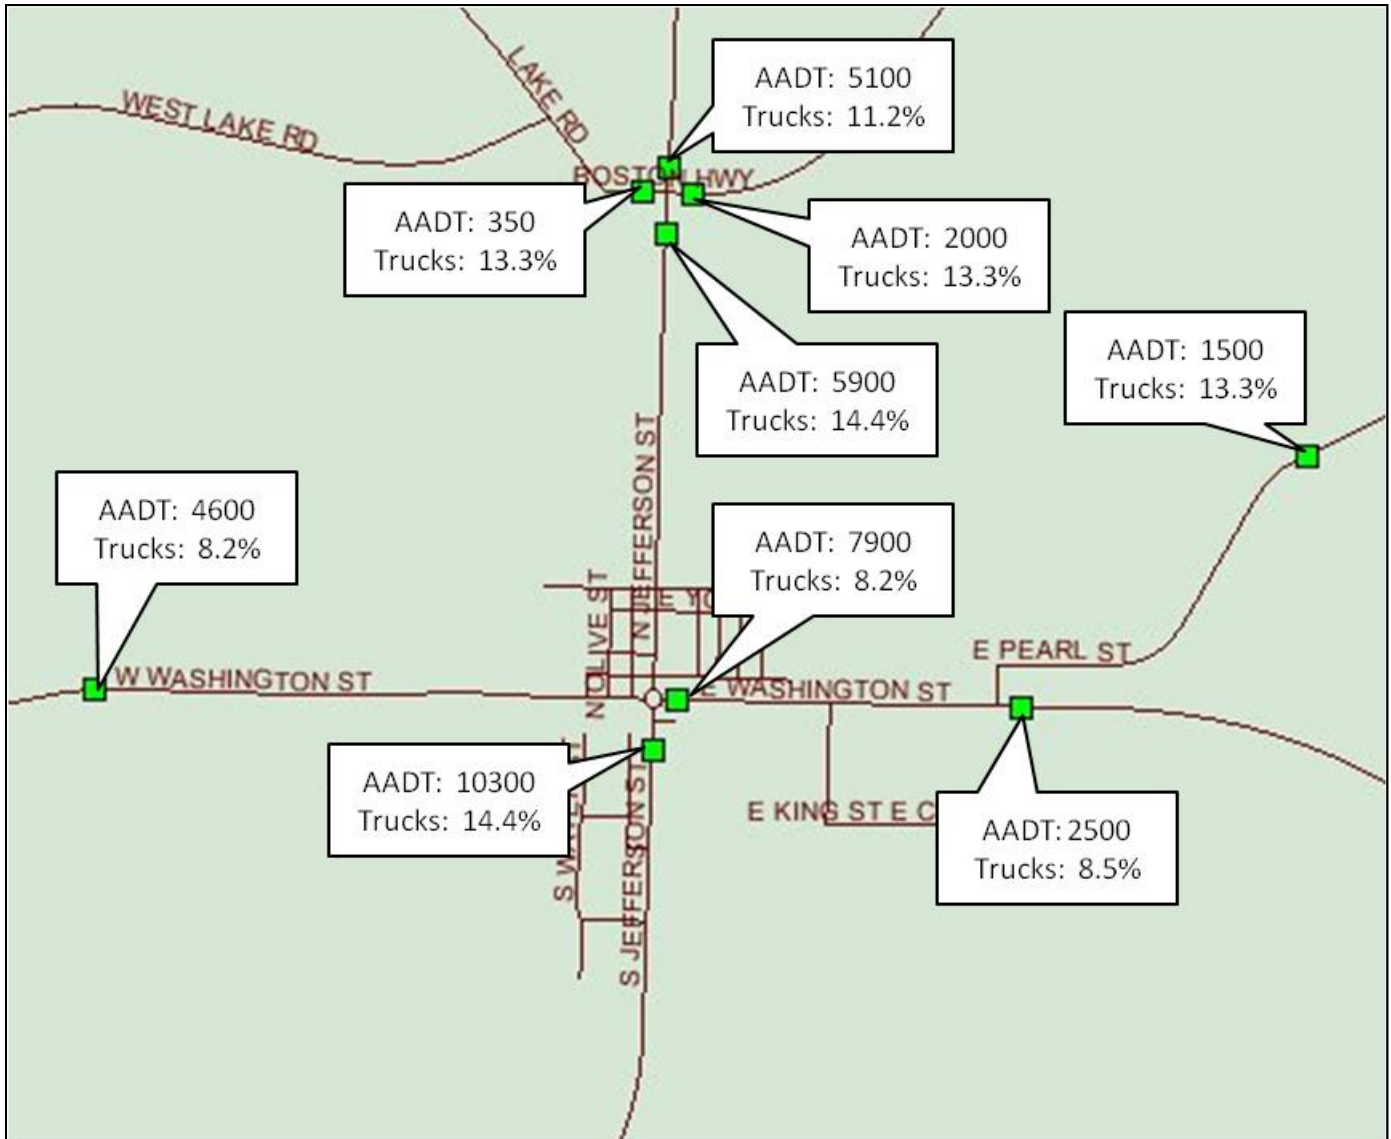 LAKE RD
AADT: 5100
Trucks: 11.2%
WEST LAKE RD
BOSTON HWY
AADT: 350
Trucks: 13.3%
AADT: 2000
Trucks: 13.3%
AADT: 1500
Trucks: 13.3%
AADT: 5900
Trucks: 14.4%
N JEFFERSON ST
AADT: 4600
Trucks: 8.2%
AADT: 7900
Trucks: 8.2%
N OLIVE ST
E PEARL ST
W WASHINGTON ST
E WASHINGTON ST
AADT: 10300
Trucks: 14.4%
E KING ST E C
AADT: 2500
Trucks: 8.5%
S JEFFERSON ST